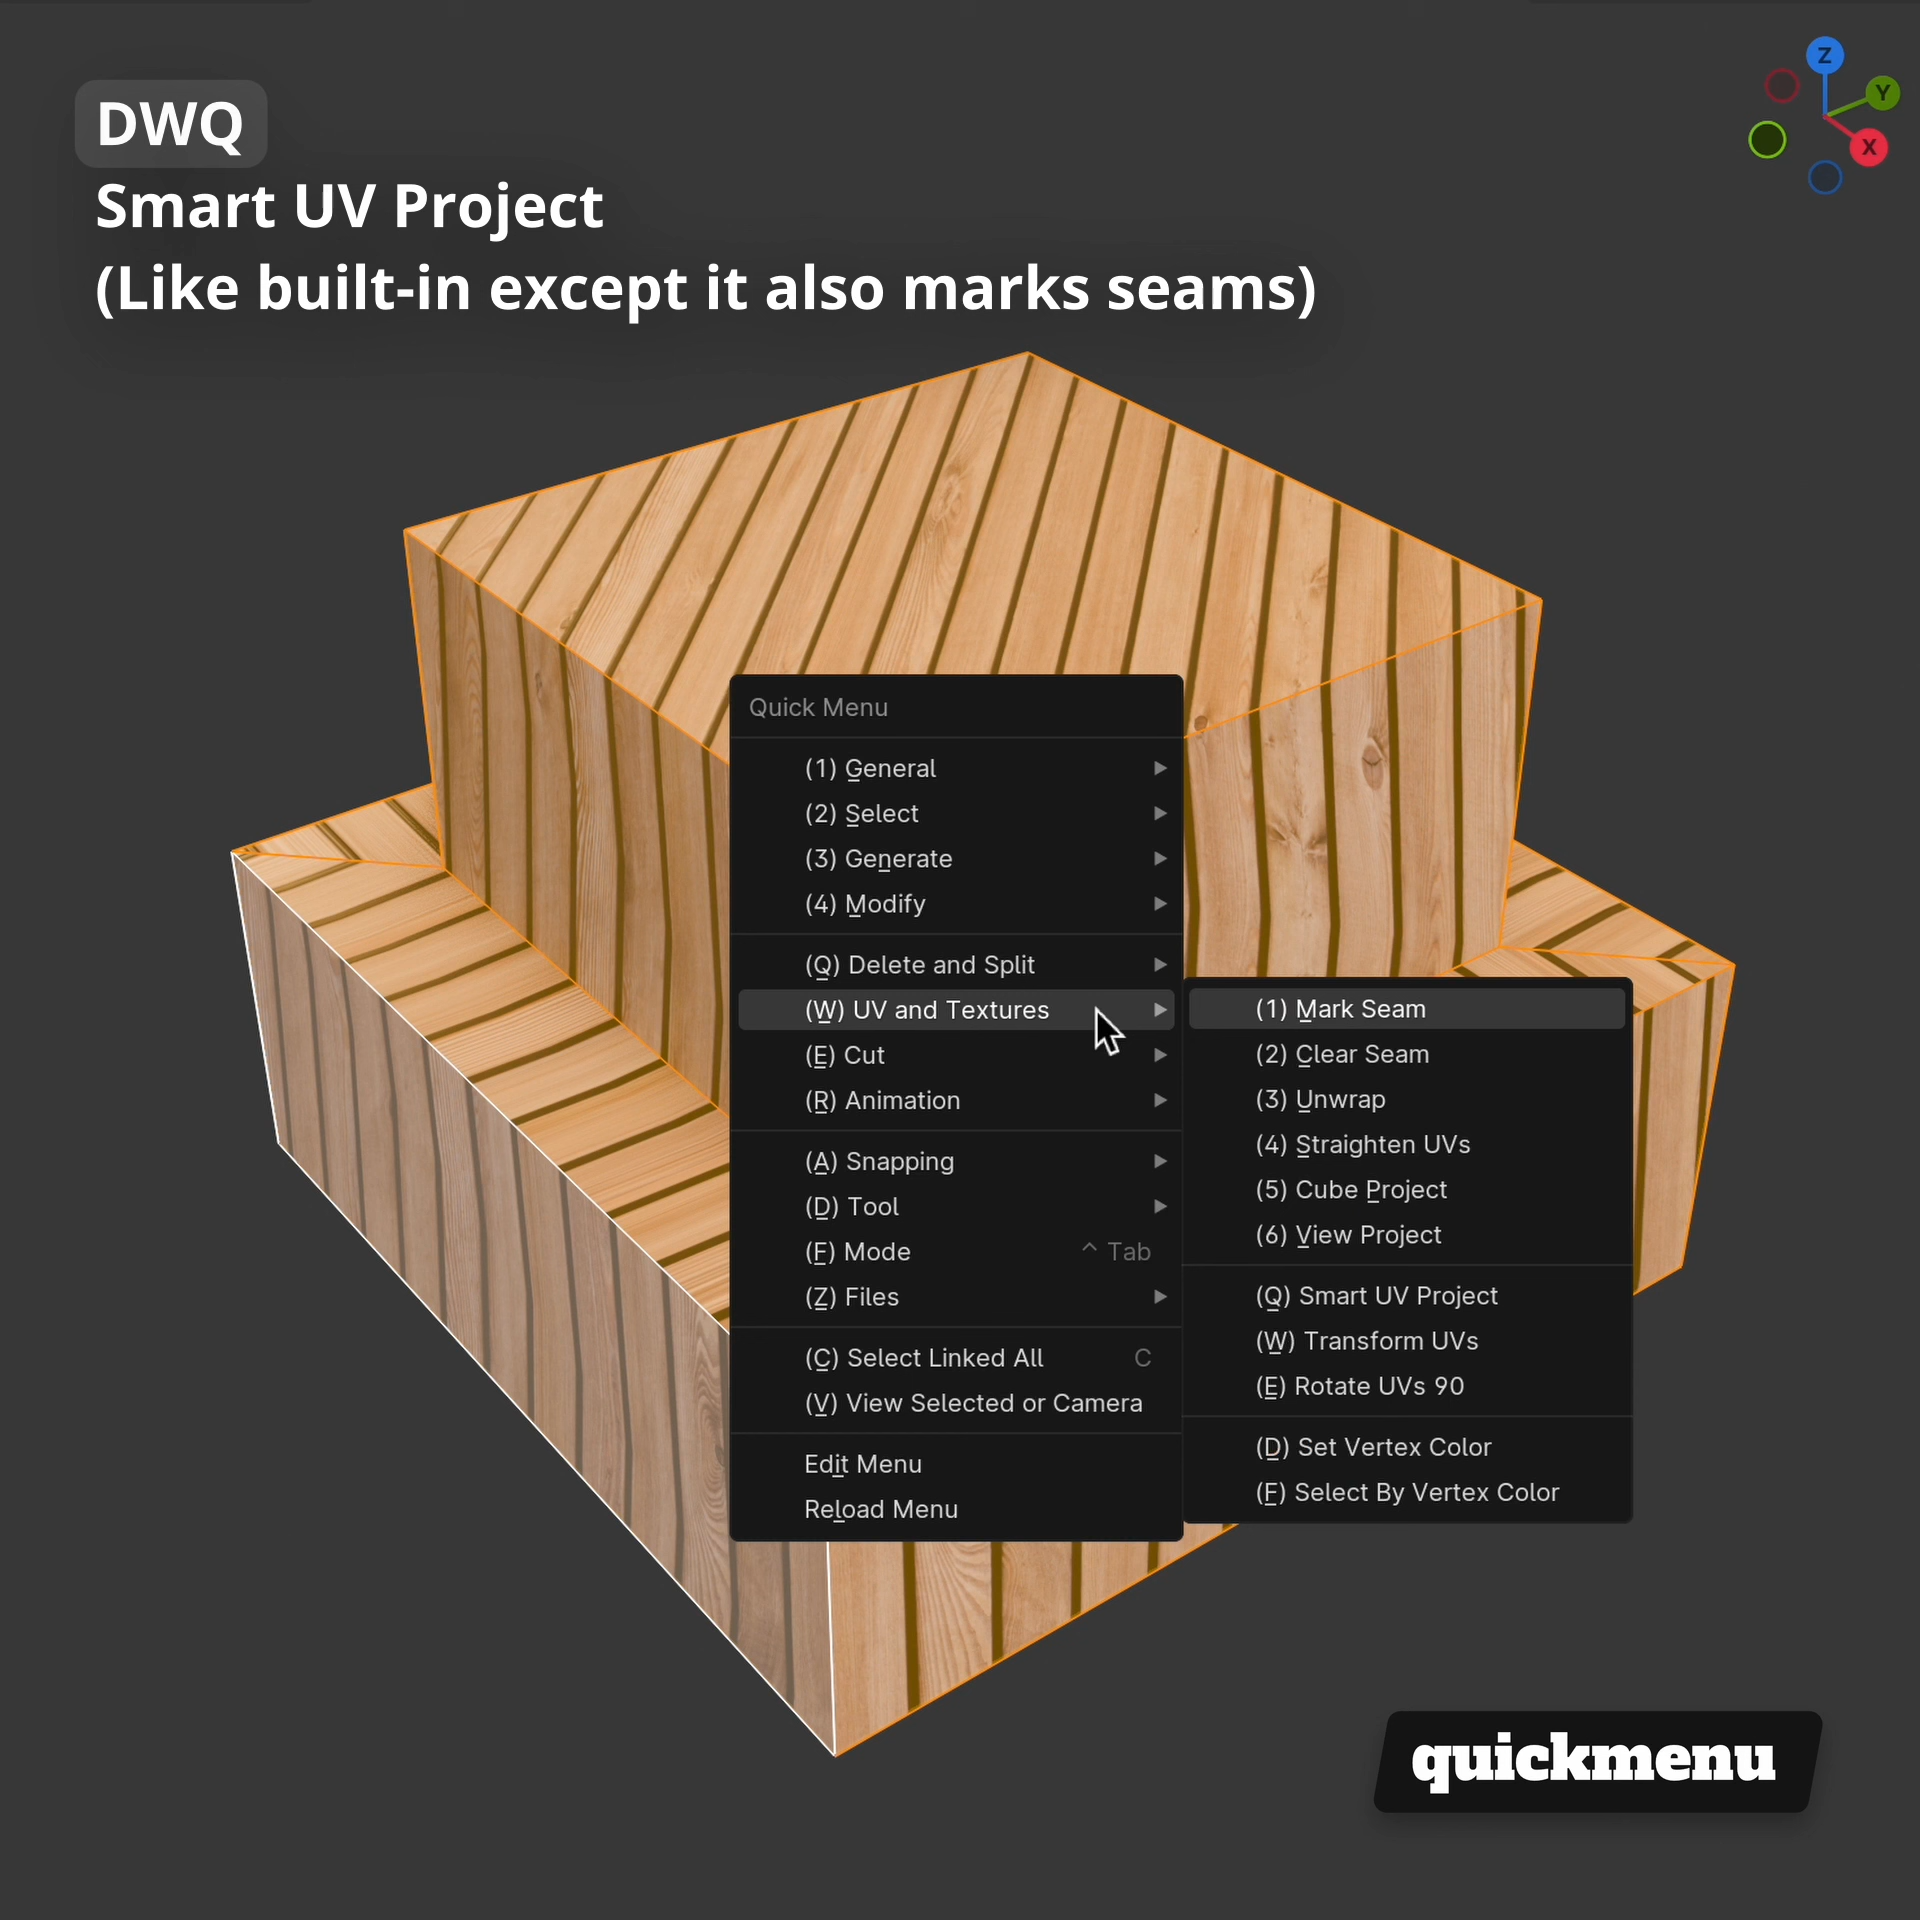 DWQ
Smart UV Project
(Like built-in except it also marks seams)
Z
Y
X
Quick Menu
(1) General
(2) Select
(3) Generate
(4) Modify
(Q) Delete and Split
(W) UV and Textures
(E) Cut
(R) Animation
(A) Snapping
(D) Tool
(F) Mode ^ Tab
(Z) Files
(C) Select Linked All C
(V) View Selected or Camera
Edit Menu
Reload Menu
(1) Mark Seam
(2) Clear Seam
(3) Unwrap
(4) Straighten UVs
(5) Cube Project
(6) View Project
(Q) Smart UV Project
(W) Transform UVs
(E) Rotate UVs 90
(D) Set Vertex Color
(F) Select By Vertex Color
quickmenu